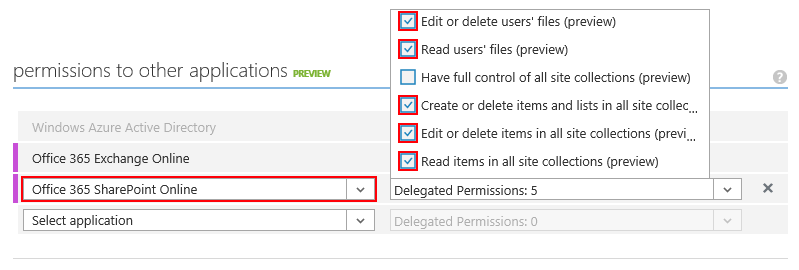 Edit or delete users' files (preview)
Read users' files (preview)
permissions to other applications PREVIEW
Have full control of all site collections (preview)
?
Create or delete items and lists in all site collec...
Windows Azure Active Directory
Edit or delete items in all site collections (previ...
Office 365 Exchange Online
Read items in all site collections (preview)
Office 365 SharePoint Online
Delegated Permissions: 5
Select application
Delegated Permissions: 0